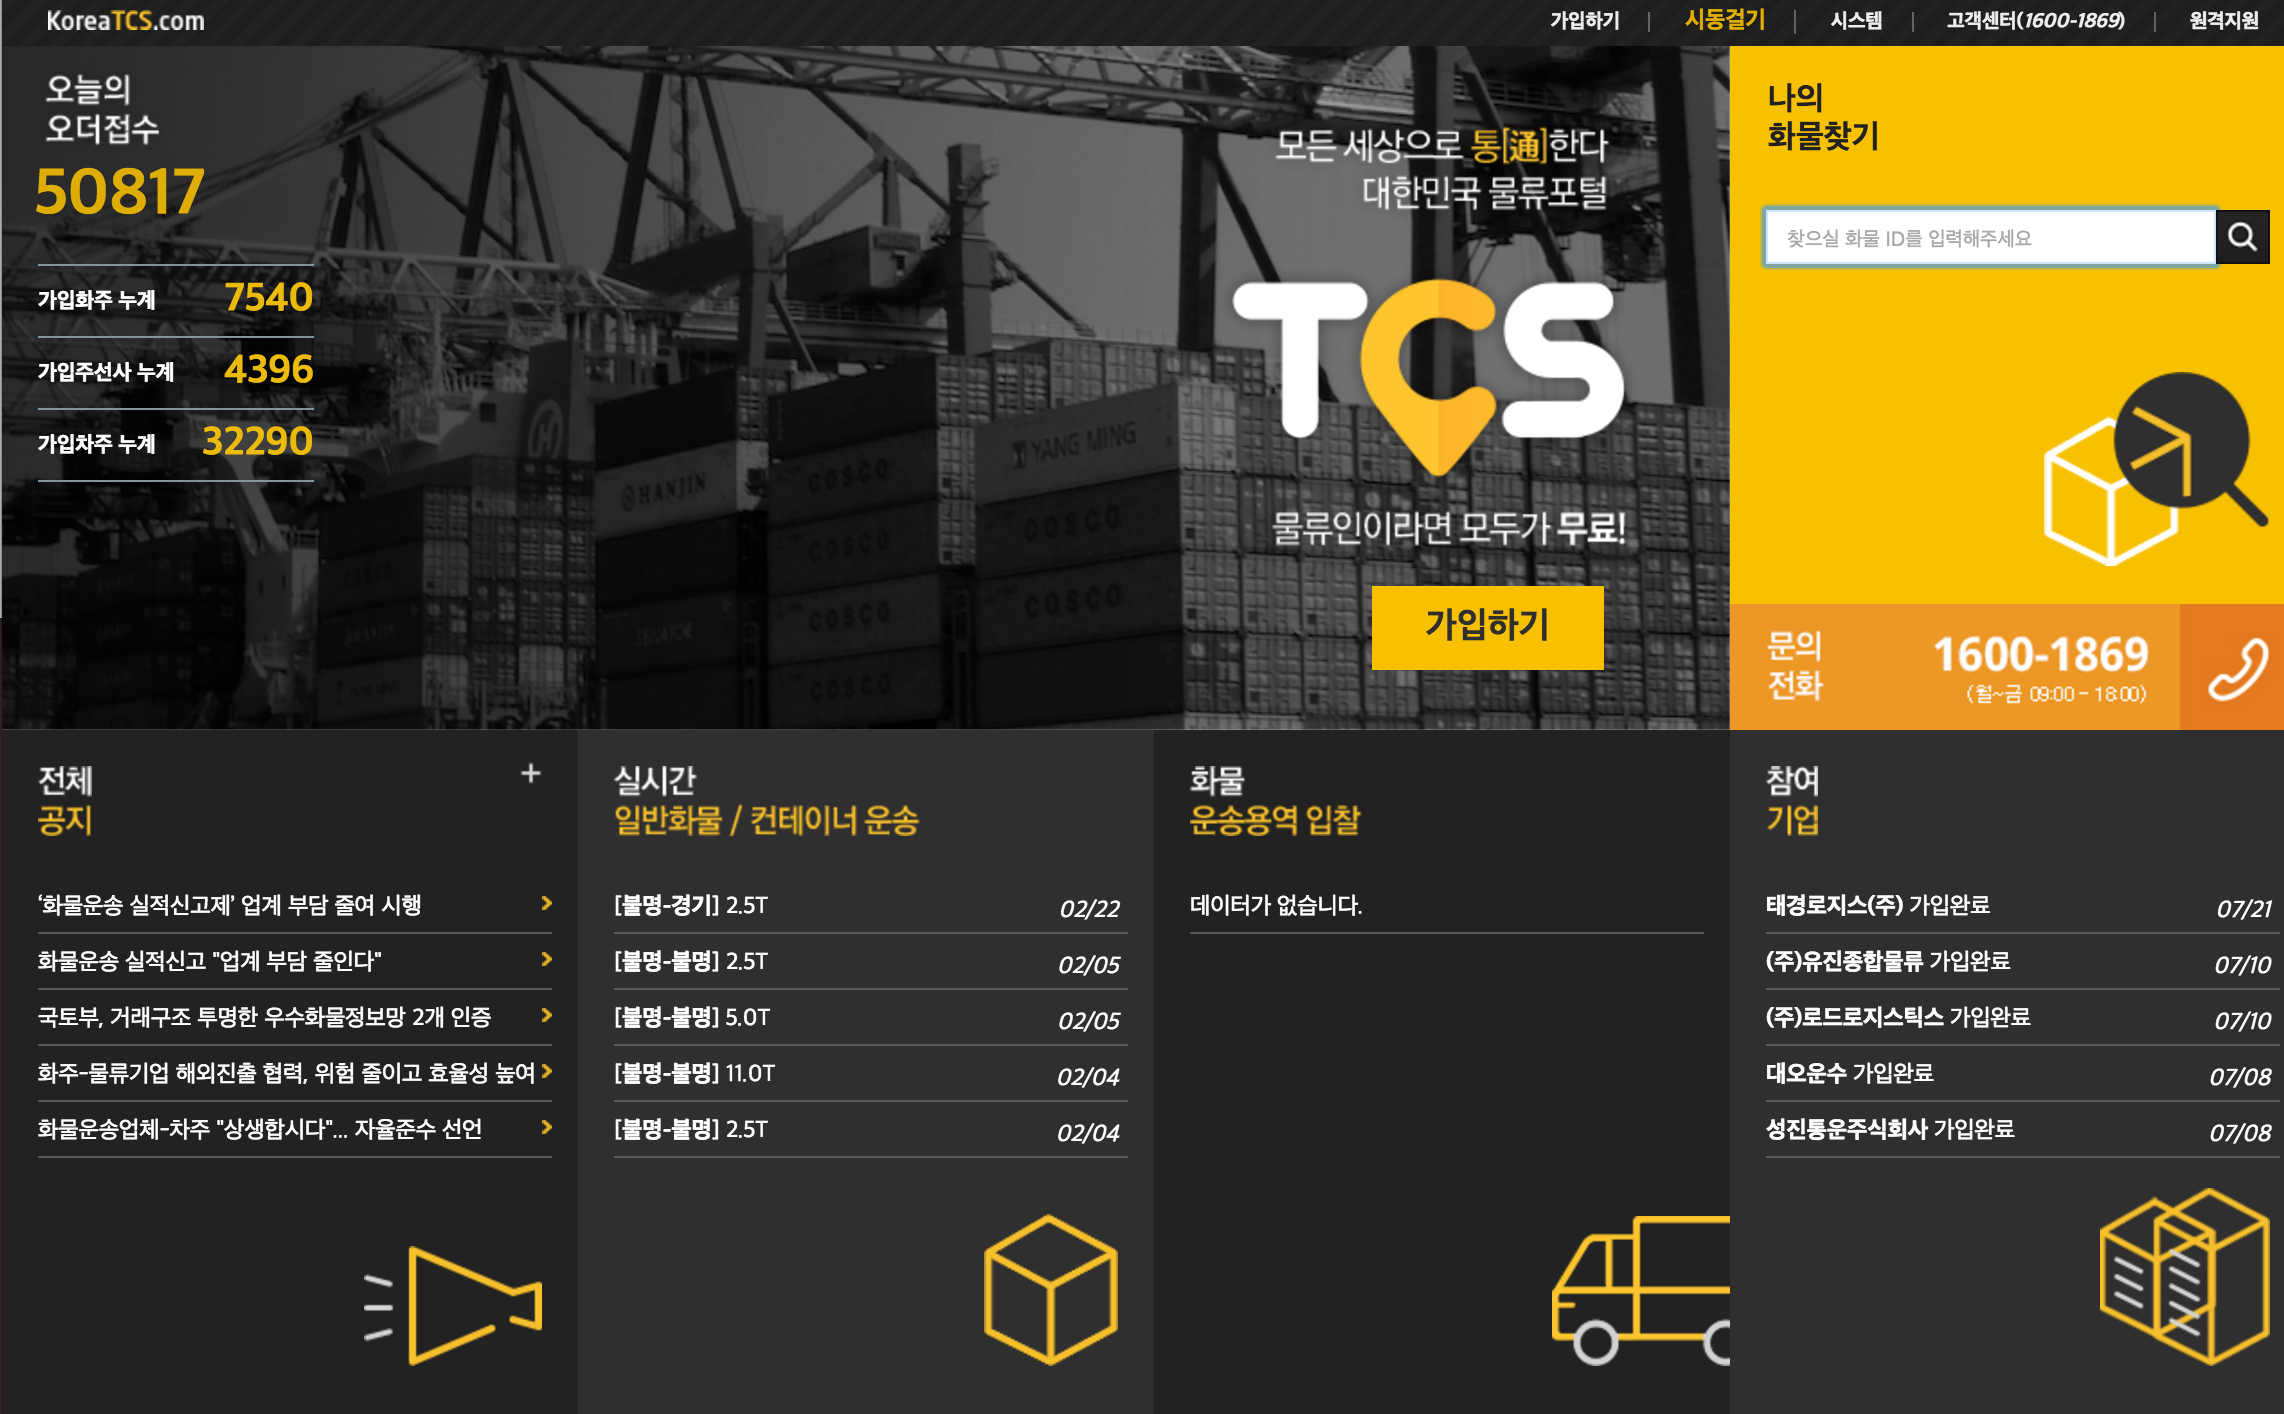 KoreaTCS.com
가입하기
시동걸기
시스템
고객센터(1600-1869)
원격지원
오늘의
오더접수
50817
가입화주 누계 7540
가입주선사 누계 4396
가입차주 누계 32290
모든 세상으로 통[通]한다
대한민국 물류포털
TCS
물류인이라면 모두가 무료!
가입하기
HANJIN
COSCO
COSCO
COSCO
COSCO
YANG MING
COSCO
COSCO
나의
화물찾기
찾으실 화물 ID를 입력해주세요
문의
전화
1600-1869
(월~금 09:00 - 18:00)
전체
공지
+
‘화물운송 실적신고제’ 업계 부담 줄여 시행
화물운송 실적신고 "업계 부담 줄인다"
국토부, 거래구조 투명한 우수화물정보망 2개 인증
화주-물류기업 해외진출 협력, 위험 줄이고 효율성 높여
화물운송업체-차주 "상생합시다"... 자율준수 선언
실시간
일반화물 / 컨테이너 운송
[불명-경기] 2.5T 02/22
[불명-불명] 2.5T 02/05
[불명-불명] 5.0T 02/05
[불명-불명] 11.0T 02/04
[불명-불명] 2.5T 02/04
화물
운송용역 입찰
데이터가 없습니다.
참여
기업
태경로지스(주) 가입완료 07/21
(주)유진종합물류 가입완료 07/10
(주)로드로지스틱스 가입완료 07/10
대오운수 가입완료 07/08
성진통운주식회사 가입완료 07/08